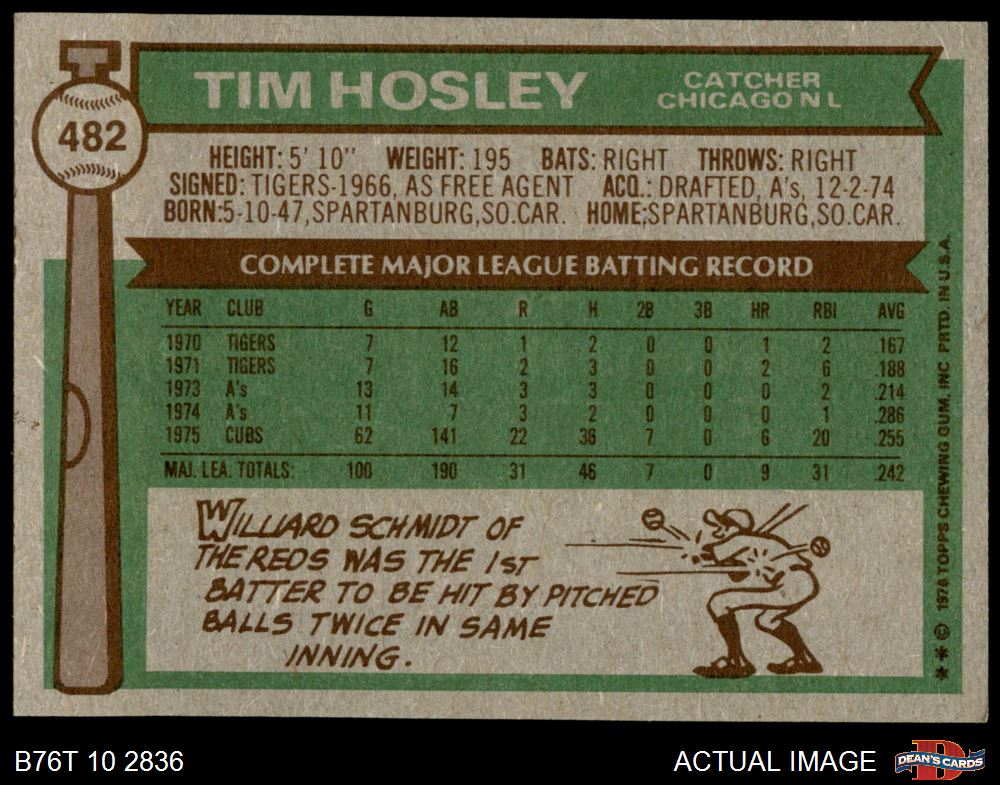 TIM HOSLEY
CATCHER
CHICAGO N L
482
HEIGHT: 5' 10" WEIGHT: 195 BATS: RIGHT THROWS: RIGHT
SIGNED: TIGERS-1966, AS FREE AGENT ACQ.: DRAFTED, A's, 12-2-74
BORN:5-10-47,SPARTANBURG,SO.CAR. HOME:SPARTANBURG,SO.CAR.
COMPLETE MAJOR LEAGUE BATTING RECORD
YEAR CLUB G AB R H 2B 3B HR RBI AVG
1970 TIGERS 7 12 1 2 0 0 1 2 .167
1971 TIGERS 7 16 2 3 0 0 2 6 .188
1973 A's 13 14 3 3 0 0 0 2 .214
1974 A's 11 7 3 2 0 0 0 1 .286
1975 CUBS 62 141 22 36 7 0 6 20 .255
MAJ. LEA. TOTALS: 100 190 31 46 7 0 9 31 .242
WILLIARD SCHMIDT OF
THE REDS WAS THE 1ST
BATTER TO BE HIT BY PITCHED
BALLS TWICE IN SAME
INNING.
** © 1976 TOPPS CHEWING GUM, INC PRTD. IN U.S.A.
B76T 10 2836
ACTUAL IMAGE
D
DEAN'S CARDS